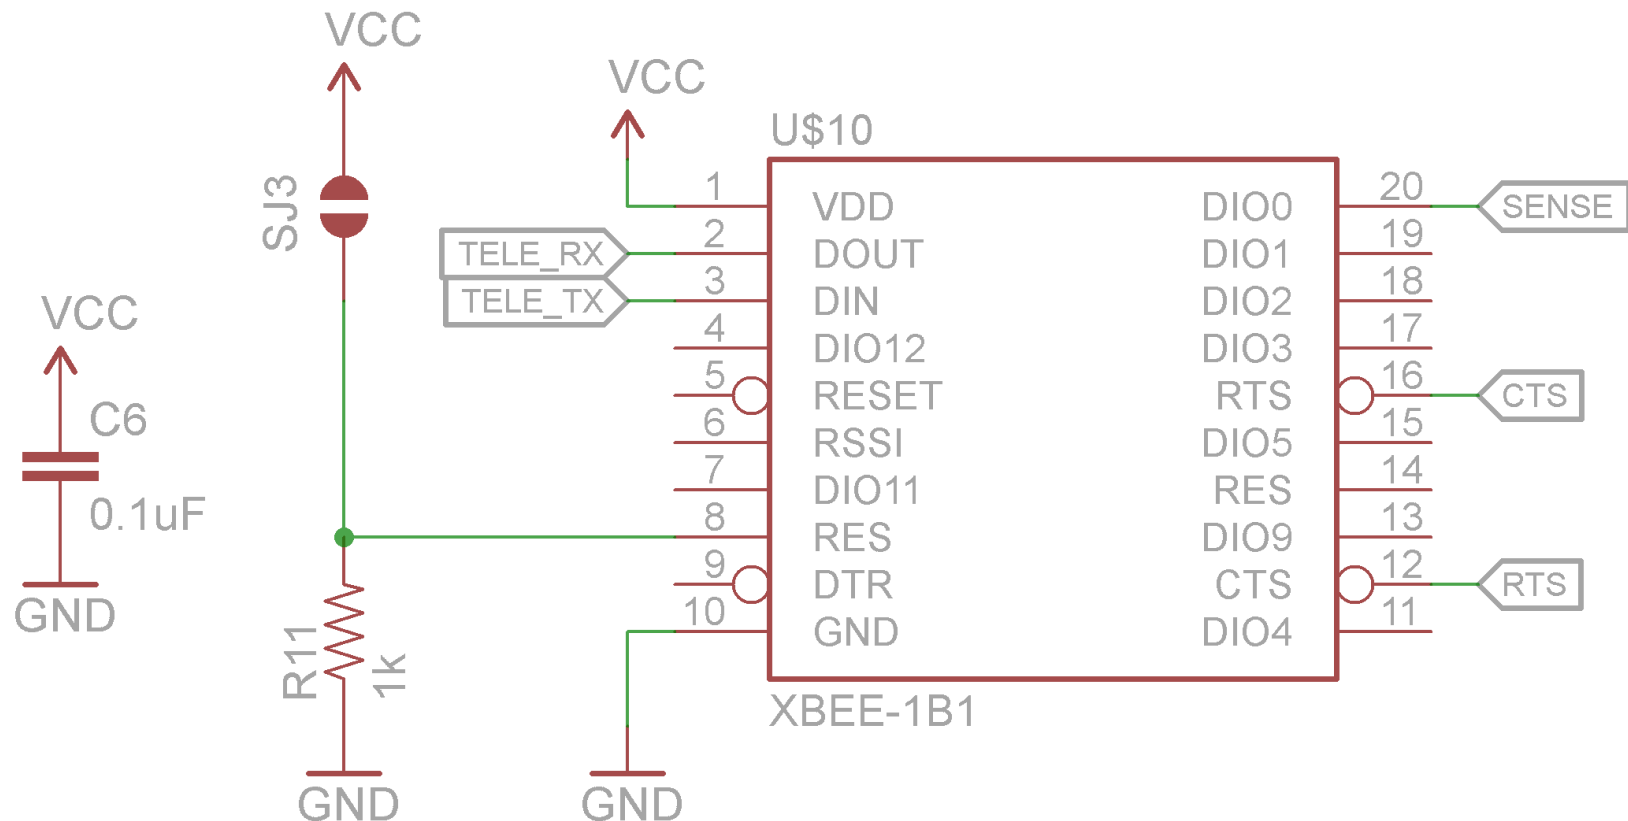 VCC
VCC
U$10
SJ3
1
VDD
DIO0
20
SENSE
TELE_RX
2
DOUT
DIO1
19
TELE_TX
3
DIN
DIO2
18
VCC
4
DIO12
DIO3
17
5
RESET
RTS
16
CTS
C6
6
RSSI
DIO5
15
7
DIO11
RES
14
0.1uF
8
RES
DIO9
13
9
DTR
CTS
12
RTS
GND
10
GND
DIO4
11
R11
1k
XBEE-1B1
GND
GND